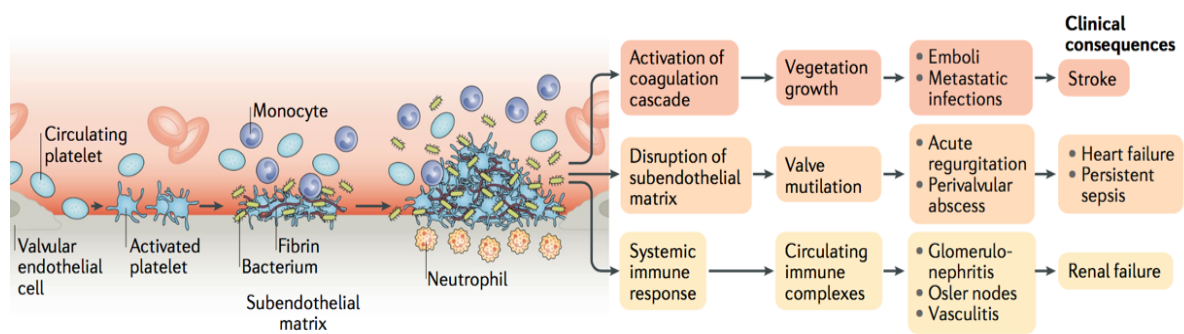 Clinical
consequences
Circulating
platelet
Monocyte
Valvular
endothelial
cell
Activated
platelet
Bacterium
Fibrin
Neutrophil
Subendothelial
matrix
Activation of
coagulation
cascade
Vegetation
growth
• Emboli
• Metastatic
infections
Stroke
Disruption of
subendothelial
matrix
Valve
mutilation
• Acute
regurgitation
• Perivalvular
abscess
• Heart failure
• Persistent
sepsis
Systemic
immune
response
Circulating
immune
complexes
• Glomerulo-
nephritis
• Osler nodes
• Vasculitis
Renal failure